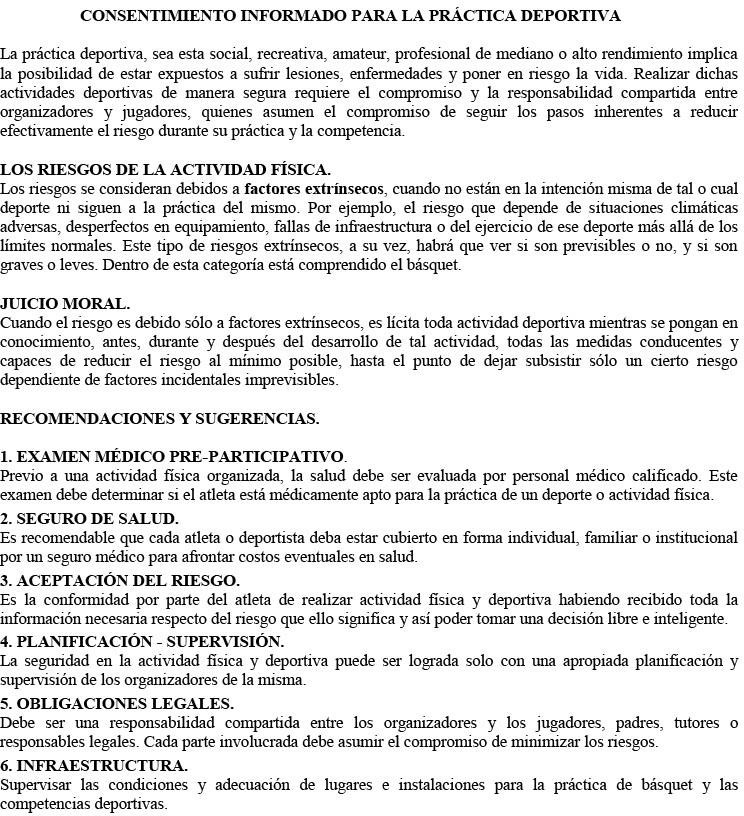 CONSENTIMIENTO INFORMADO PARA LA PRÁCTICA DEPORTIVA
La práctica deportiva, sea esta social, recreativa, amateur, profesional de mediano o alto rendimiento implica
la posibilidad de estar expuestos a sufrir lesiones, enfermedades y poner en riesgo la vida. Realizar dichas
actividades deportivas de manera segura requiere el compromiso y la responsabilidad compartida entre
organizadores y jugadores, quienes asumen el compromiso de seguir los pasos inherentes a reducir
efectivamente el riesgo durante su práctica y la competencia.
LOS RIESGOS DE LA ACTIVIDAD FÍSICA.
Los riesgos se consideran debidos a factores extrínsecos, cuando no están en la intención misma de tal o cual
deporte ni siguen a la práctica del mismo. Por ejemplo, el riesgo que depende de situaciones climáticas
adversas, desperfectos en equipamiento, fallas de infraestructura o del ejercicio de ese deporte más allá de los
límites normales. Este tipo de riesgos extrínsecos, a su vez, habrá que ver si son previsibles o no, y si son
graves o leves. Dentro de esta categoría está comprendido el básquet.
JUICIO MORAL.
Cuando el riesgo es debido sólo a factores extrínsecos, es lícita toda actividad deportiva mientras se pongan en
conocimiento, antes, durante y después del desarrollo de tal actividad, todas las medidas conducentes y
capaces de reducir el riesgo al mínimo posible, hasta el punto de dejar subsistir sólo un cierto riesgo
dependiente de factores incidentales imprevisibles.
RECOMENDACIONES Y SUGERENCIAS.
1. EXAMEN MÉDICO PRE-PARTICIPATIVO.
Previo a una actividad física organizada, la salud debe ser evaluada por personal médico calificado. Este
examen debe determinar si el atleta está médicamente apto para la práctica de un deporte o actividad física.
2. SEGURO DE SALUD.
Es recomendable que cada atleta o deportista deba estar cubierto en forma individual, familiar o institucional
por un seguro médico para afrontar costos eventuales en salud.
3. ACEPTACIÓN DEL RIESGO.
Es la conformidad por parte del atleta de realizar actividad física y deportiva habiendo recibido toda la
información necesaria respecto del riesgo que ello significa y así poder tomar una decisión libre e inteligente.
4. PLANIFICACIÓN - SUPERVISIÓN.
La seguridad en la actividad física y deportiva puede ser lograda solo con una apropiada planificación y
supervisión de los organizadores de la misma.
5. OBLIGACIONES LEGALES.
Debe ser una responsabilidad compartida entre los organizadores y los jugadores, padres, tutores o
responsables legales. Cada parte involucrada debe asumir el compromiso de minimizar los riesgos.
6. INFRAESTRUCTURA.
Supervisar las condiciones y adecuación de lugares e instalaciones para la práctica de básquet y las
competencias deportivas.